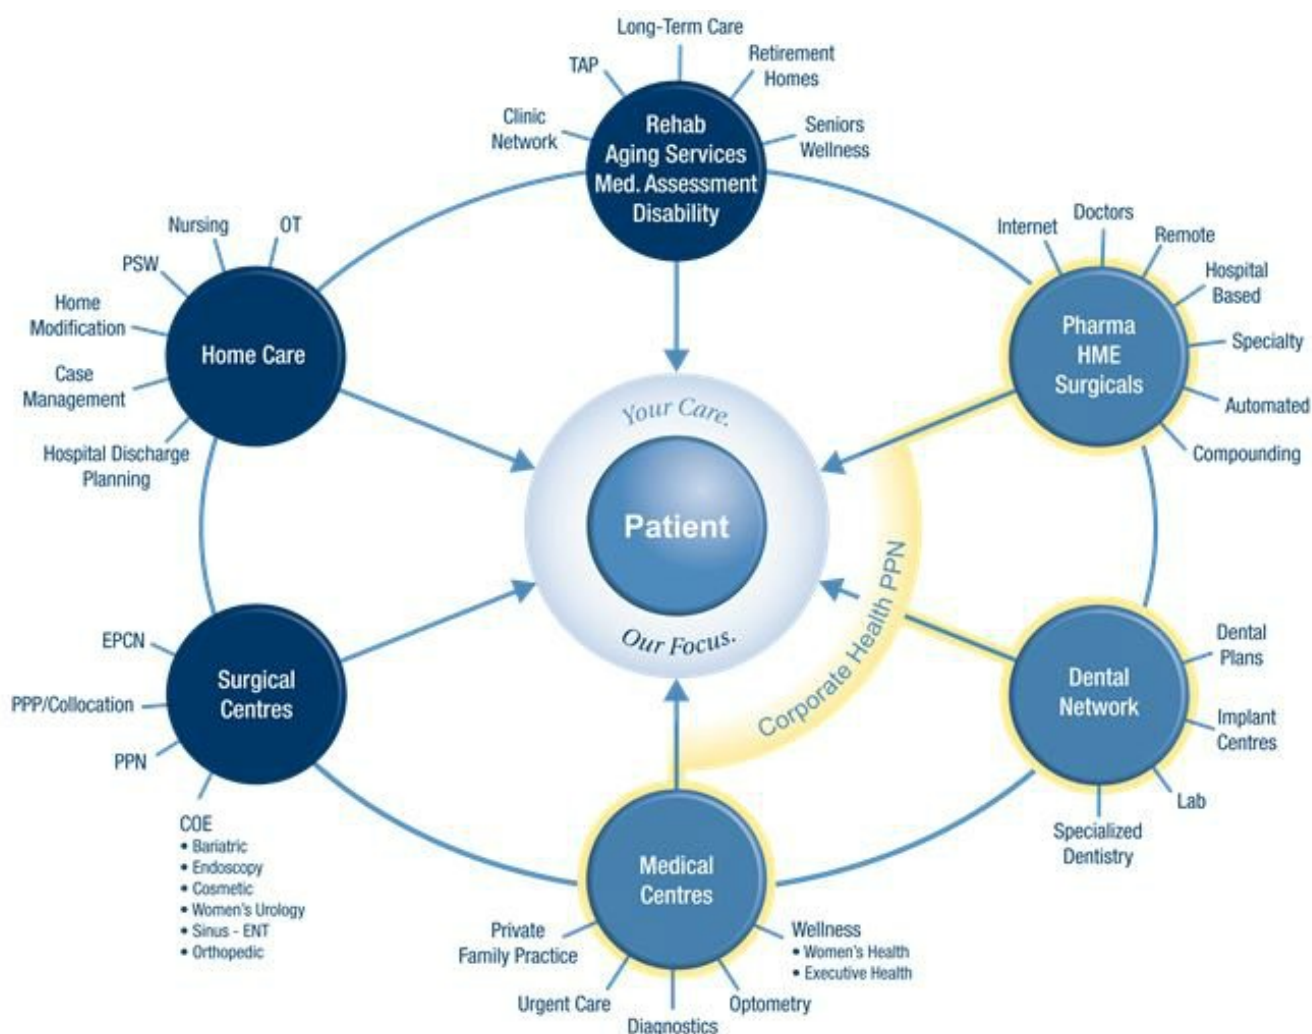 Long-Term Care
TAP
Retirement
Homes
Clinic
Network
Seniors
Wellness
Rehab
Aging Services
Med. Assessment
Disability
Nursing
OT
PSW
Home
Modification
Case
Management
Hospital Discharge
Planning
Home Care
Internet
Doctors
Remote
Hospital
Based
Specialty
Automated
Compounding
Pharma
HME
Surgicals
Your Care.
Patient
Our Focus.
Corporate Health PPN
EPCN
PPP/Collocation
PPN
COE
• Bariatric
• Endoscopy
• Cosmetic
• Women's Urology
• Sinus - ENT
• Orthopedic
Surgical
Centres
Dental
Network
Dental
Plans
Implant
Centres
Lab
Specialized
Dentistry
Medical
Centres
Private
Family Practice
Urgent Care
Diagnostics
Optometry
Wellness
• Women's Health
• Executive Health